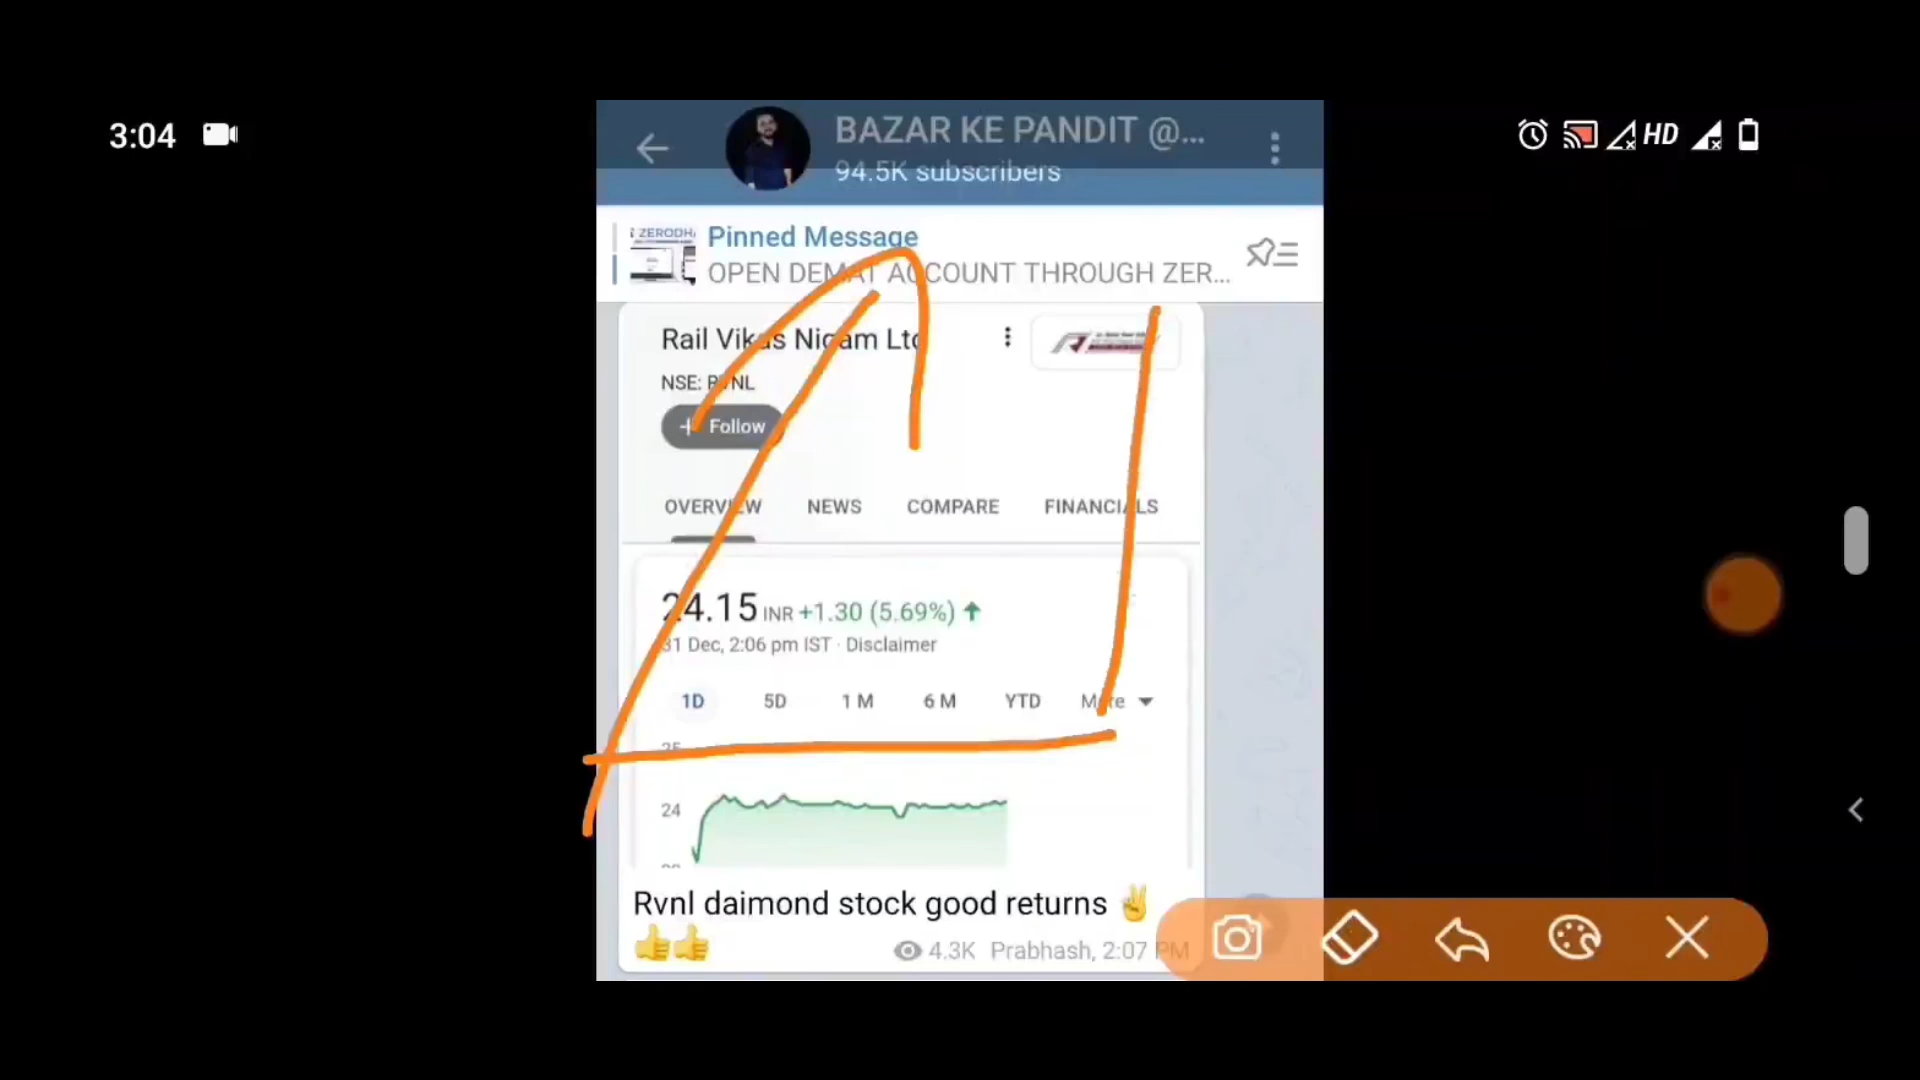 3:04
HD
BAZAR KE PANDIT @...
94.5K subscribers
ZERODHA
Pinned Message
OPEN DEMAT ACCOUNT THROUGH ZER...
Rail Vikas Nigam Ltd
NSE: RVNL
+ Follow
OVERVIEW NEWS COMPARE FINANCIALS
24.15 INR +1.30 (5.69%) ↑
31 Dec, 2:06 pm IST · Disclaimer
1D 5D 1 M 6 M YTD More
25
24
Rvnl daimond stock good returns ✌
👍👍
4.3K Prabhash, 2:07 PM